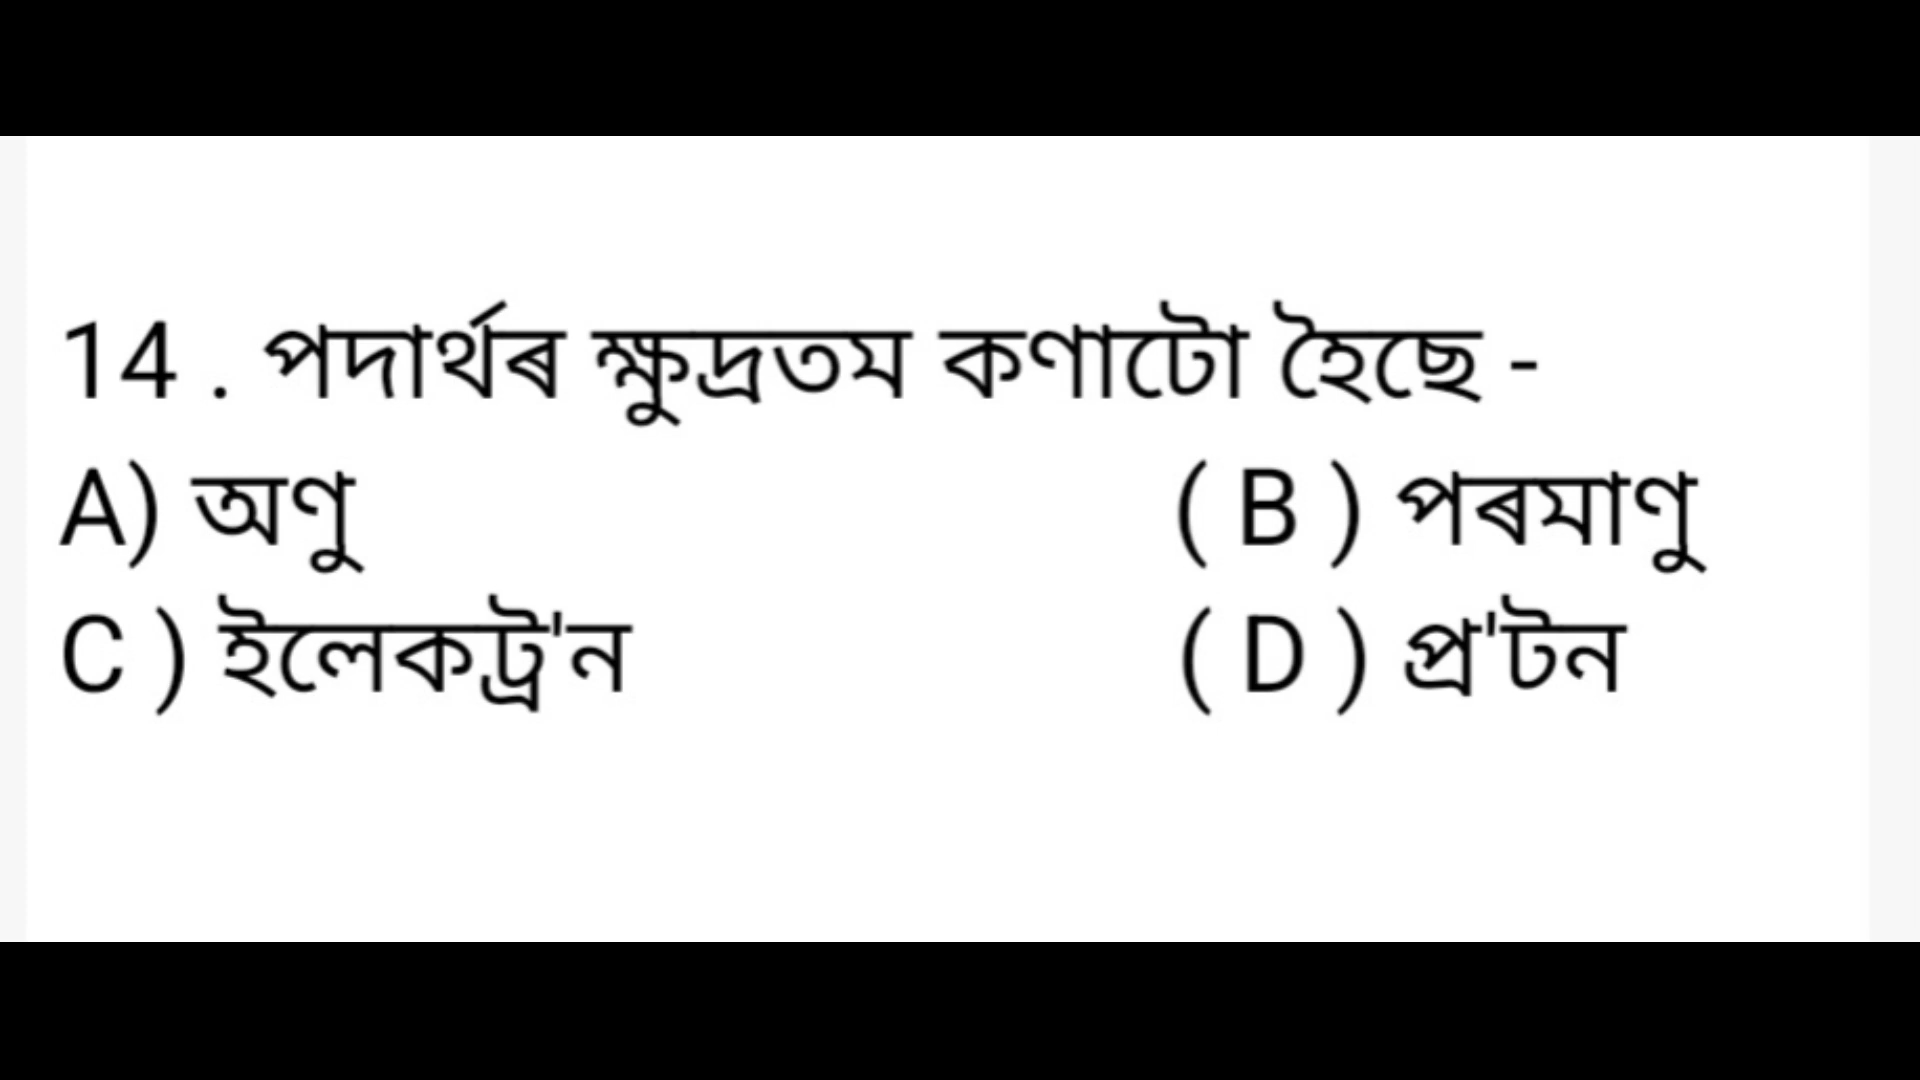 14 . পদাৰ্থৰ ক্ষুদ্ৰতম কণাটো হৈছে -
A) অণু ( B ) পৰমাণু
C ) ইলেকট্ৰ'ন ( D ) প্ৰ'টন